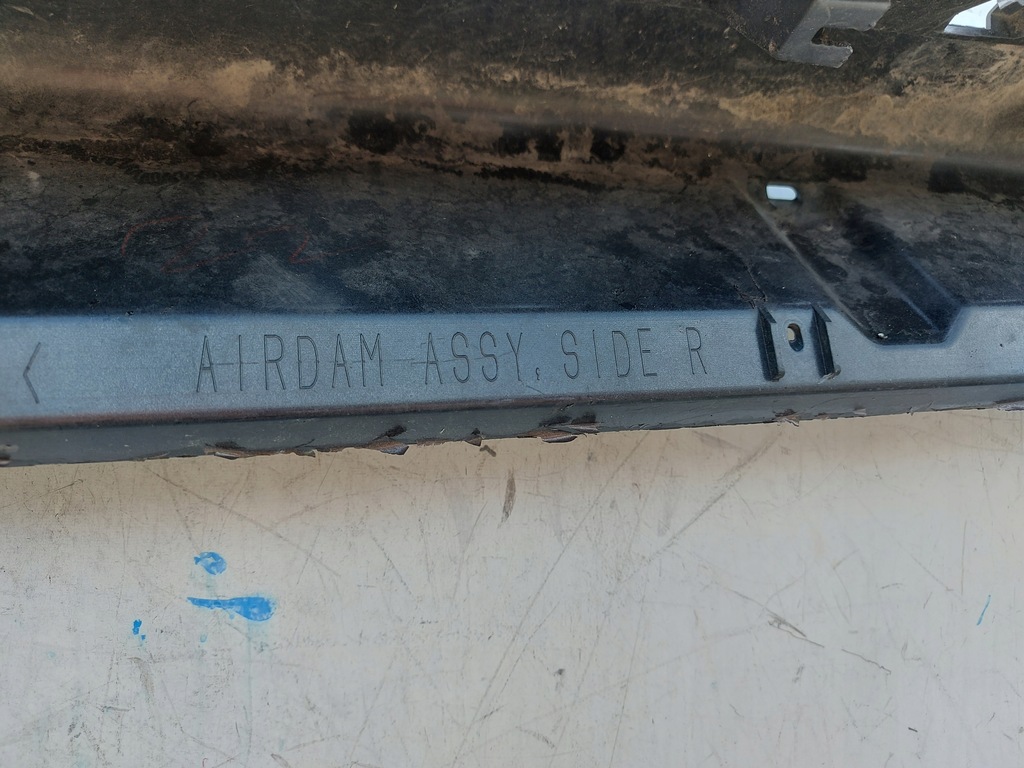 AIRDAM ASSY, SIDE R